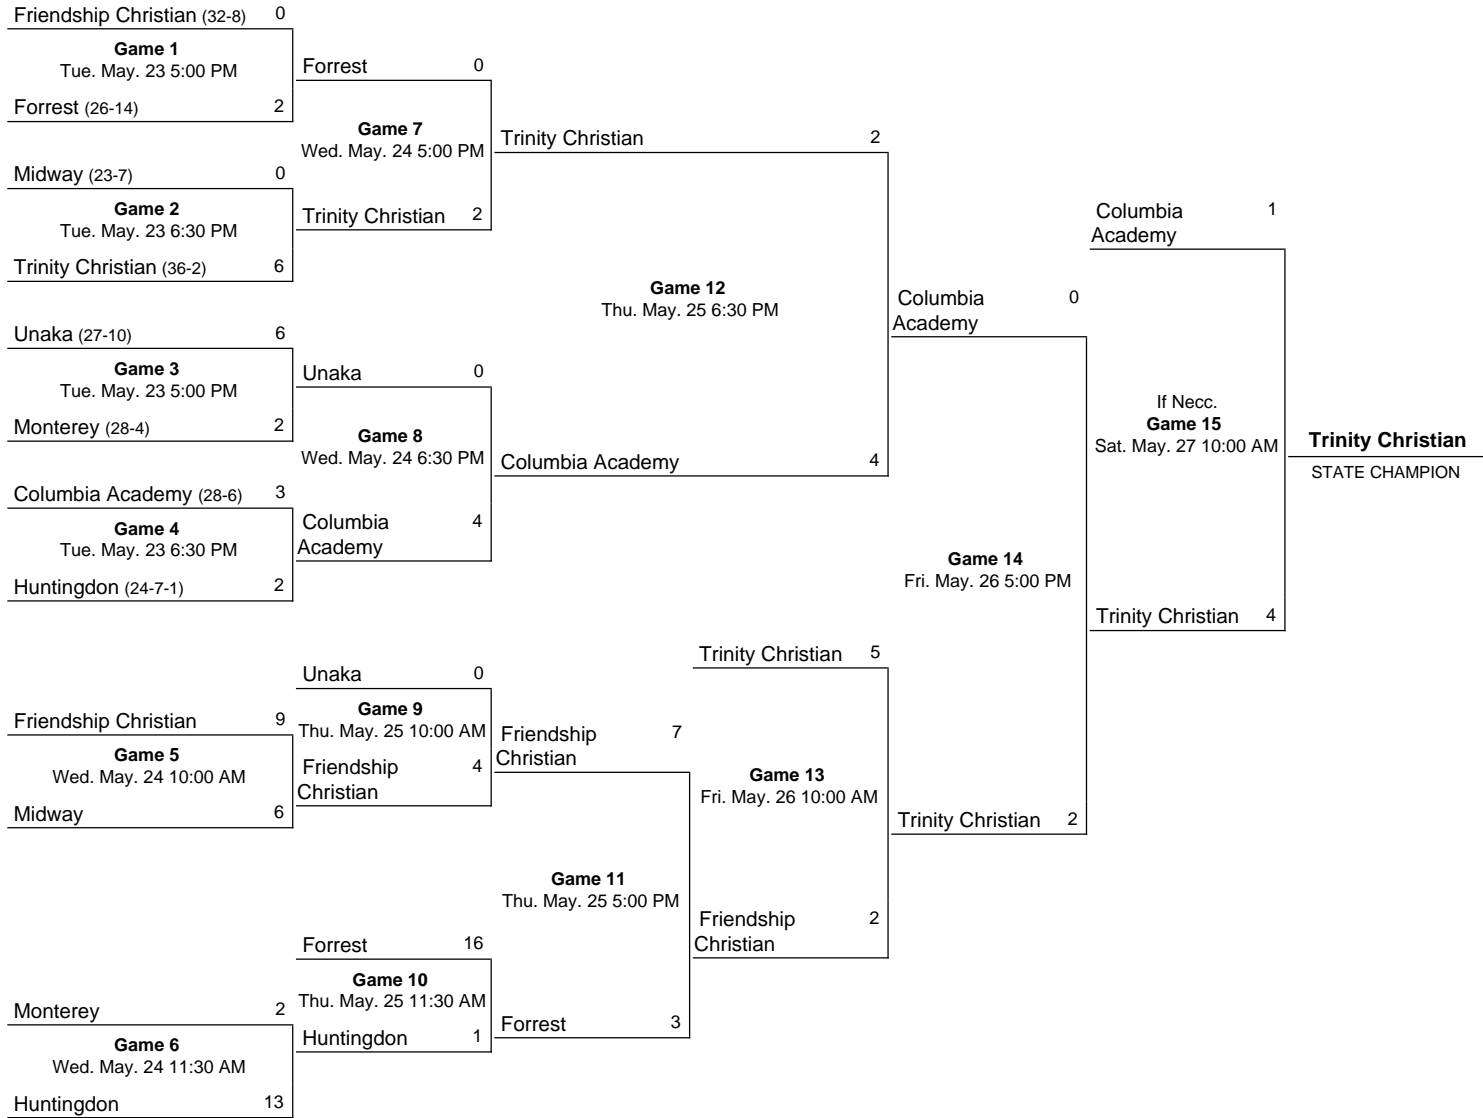 Friendship Christian (32-8) 0
Game 1
Tue. May. 23 5:00 PM
Forrest (26-14) 2
Midway (23-7) 0
Game 2
Tue. May. 23 6:30 PM
Trinity Christian (36-2) 6
Unaka (27-10) 6
Game 3
Tue. May. 23 5:00 PM
Monterey (28-4) 2
Columbia Academy (28-6) 3
Game 4
Tue. May. 23 6:30 PM
Huntingdon (24-7-1) 2
Friendship Christian 9
Game 5
Wed. May. 24 10:00 AM
Midway 6
Monterey 2
Game 6
Wed. May. 24 11:30 AM
Huntingdon 13
Forrest 0
Game 7
Wed. May. 24 5:00 PM
Trinity Christian 2
Unaka 0
Game 8
Wed. May. 24 6:30 PM
Columbia 4
Academy
Unaka 0
Game 9
Thu. May. 25 10:00 AM
Friendship 4
Christian
Forrest 16
Game 10
Thu. May. 25 11:30 AM
Huntingdon 1
Trinity Christian 2
Game 12
Thu. May. 25 6:30 PM
Columbia Academy 4
Friendship 7
Christian
Game 11
Thu. May. 25 5:00 PM
Forrest 3
Trinity Christian 5
Game 13
Fri. May. 26 10:00 AM
Friendship 2
Christian
Columbia 0
Academy
Game 14
Fri. May. 26 5:00 PM
Trinity Christian 2
Columbia 1
Academy
If Necc.
Game 15
Sat. May. 27 10:00 AM
Trinity Christian 4
Trinity Christian
STATE CHAMPION